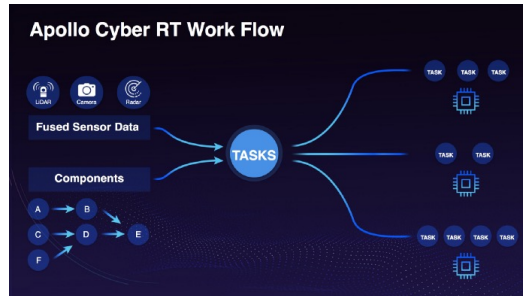 Apollo Cyber RT Work Flow
LiDAR Camera Radar
Fused Sensor Data
Components
A B
C D E
F
TASKS
TASK TASK TASK
TASK TASK
TASK TASK TASK TASK